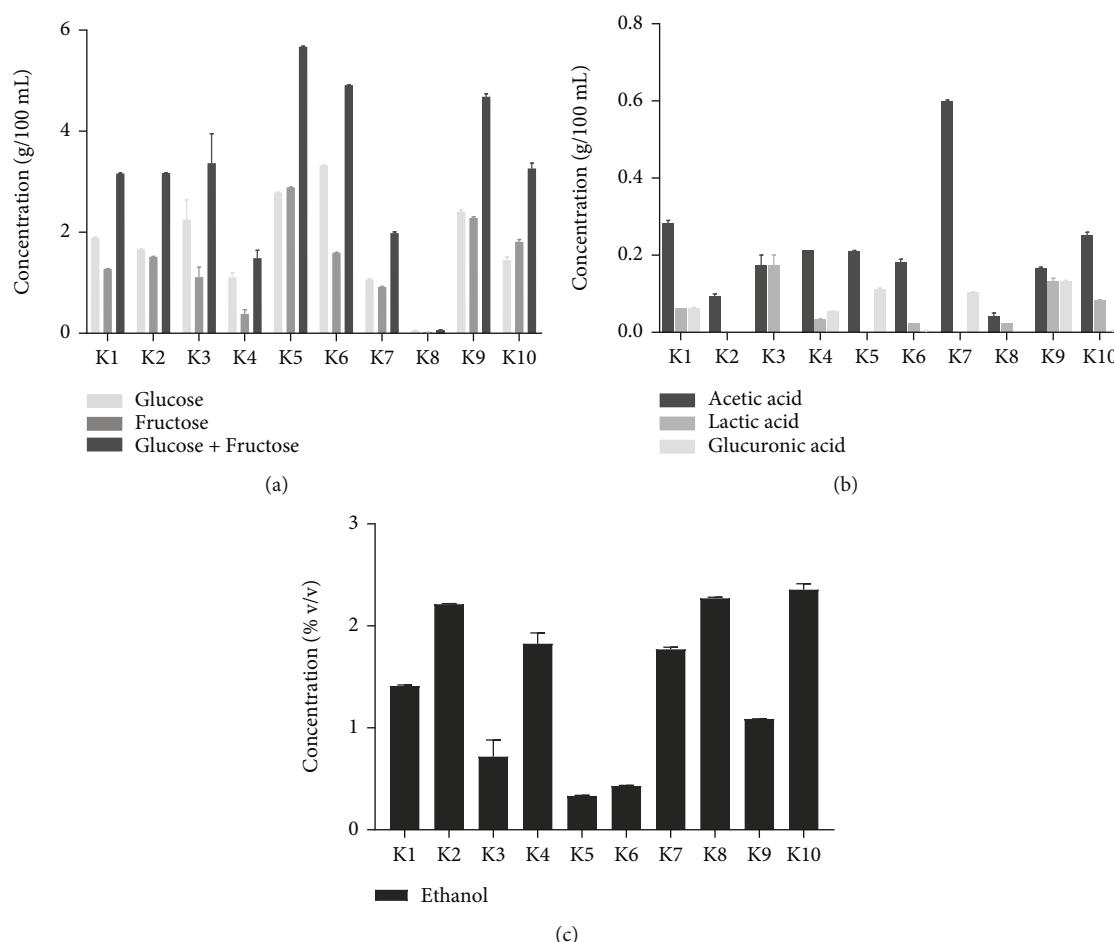 Concentration (g/100 mL)
6
4
2
0
K1 K2 K3 K4 K5 K6 K7 K8 K9 K10
Glucose
Fructose
Glucose + Fructose
(a)
Concentration (g/100 mL)
0.8
0.6
0.4
0.2
0.0
K1 K2 K3 K4 K5 K6 K7 K8 K9 K10
Acetic acid
Lactic acid
Glucuronic acid
(b)
Concentration (% v/v)
3
2
1
0
K1 K2 K3 K4 K5 K6 K7 K8 K9 K10
Ethanol
(c)